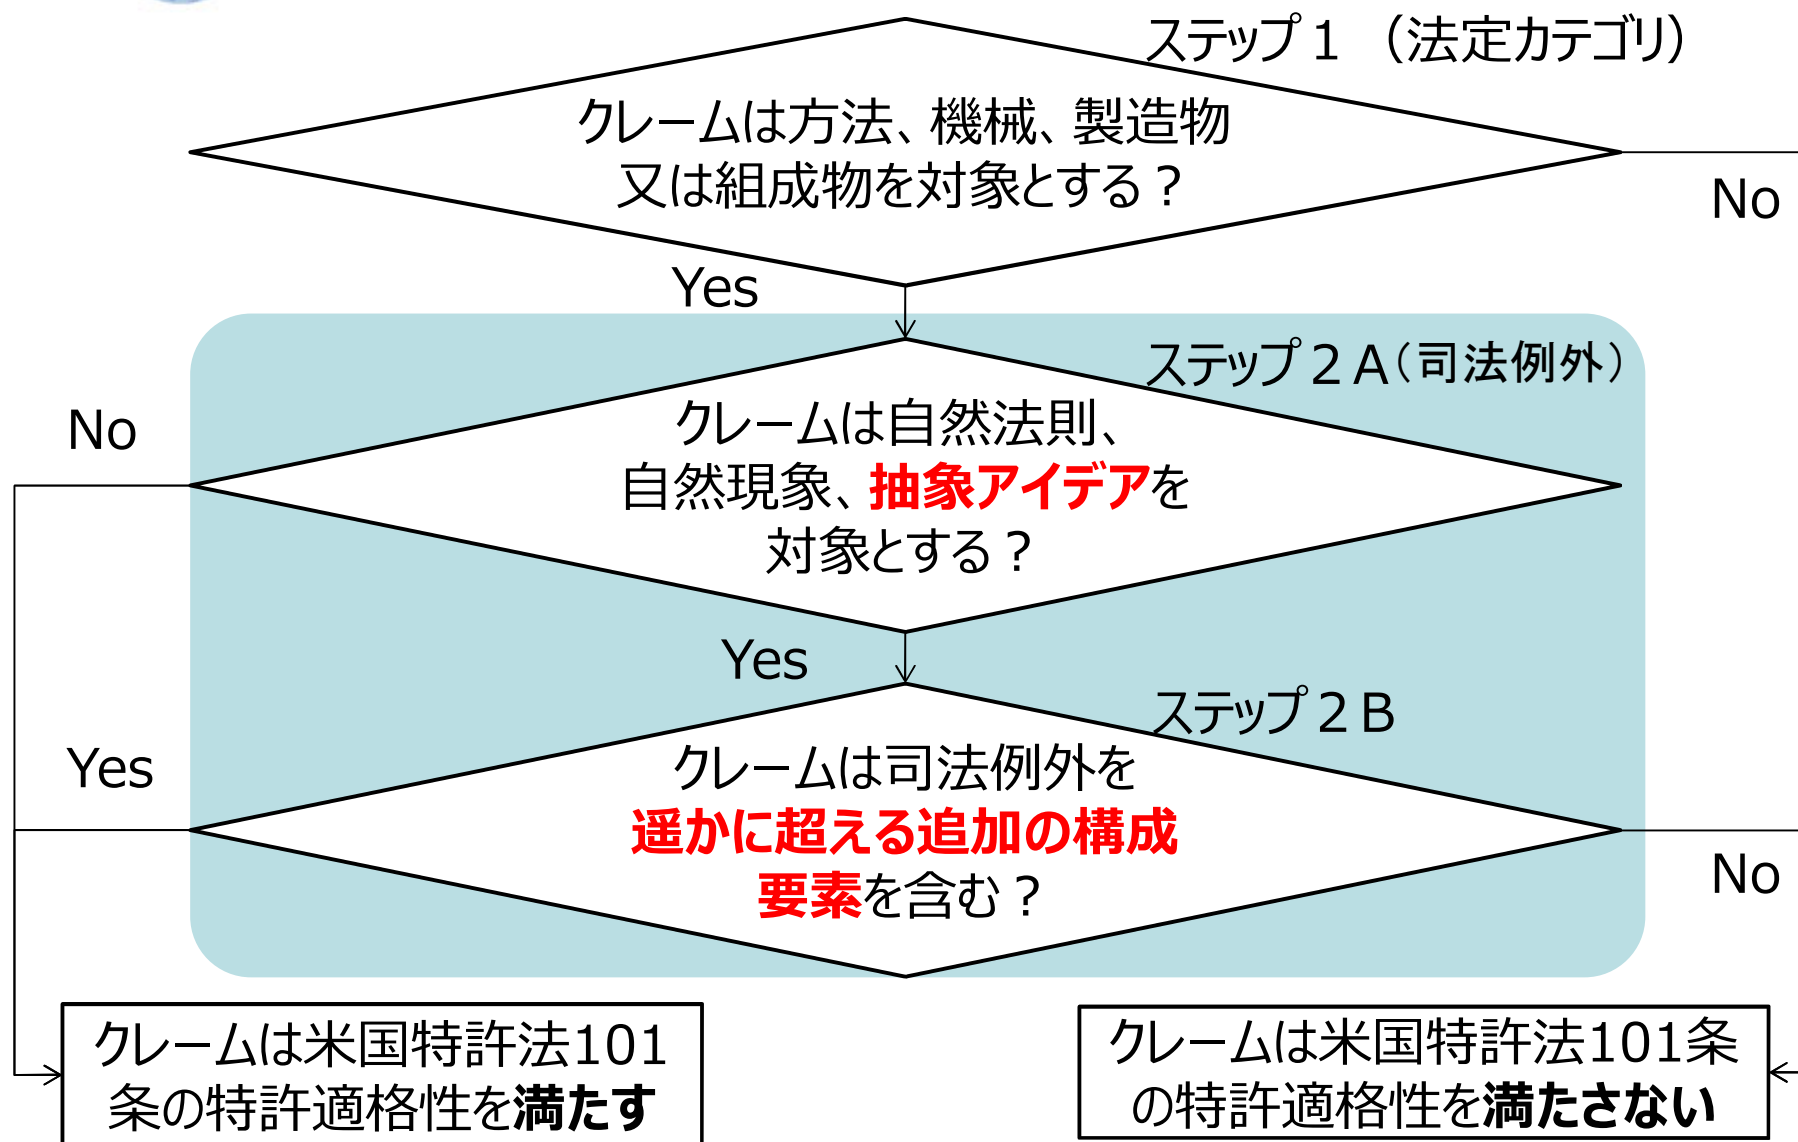 ステップ１（法定カテゴリ）
クレームは方法、機械、製造物
又は組成物を対象とする？
No
Yes
ステップ２A（司法例外）
クレームは自然法則、
自然現象、抽象アイデアを
対象とする？
No
Yes
ステップ２B
クレームは司法例外を
遥かに超える追加の構成
要素を含む？
Yes
No
クレームは米国特許法101
条の特許適格性を満たす
クレームは米国特許法101条
の特許適格性を満たさない